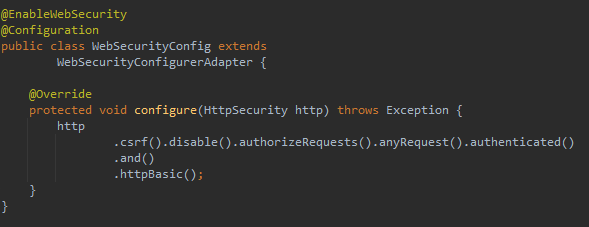 @EnableWebSecurity
@Configuration
public class WebSecurityConfig extends
WebSecurityConfigurerAdapter {
@Override
protected void configure(HttpSecurity http) throws Exception {
http
.csrf().disable().authorizeRequests().anyRequest().authenticated()
.and()
.httpBasic();
}
}